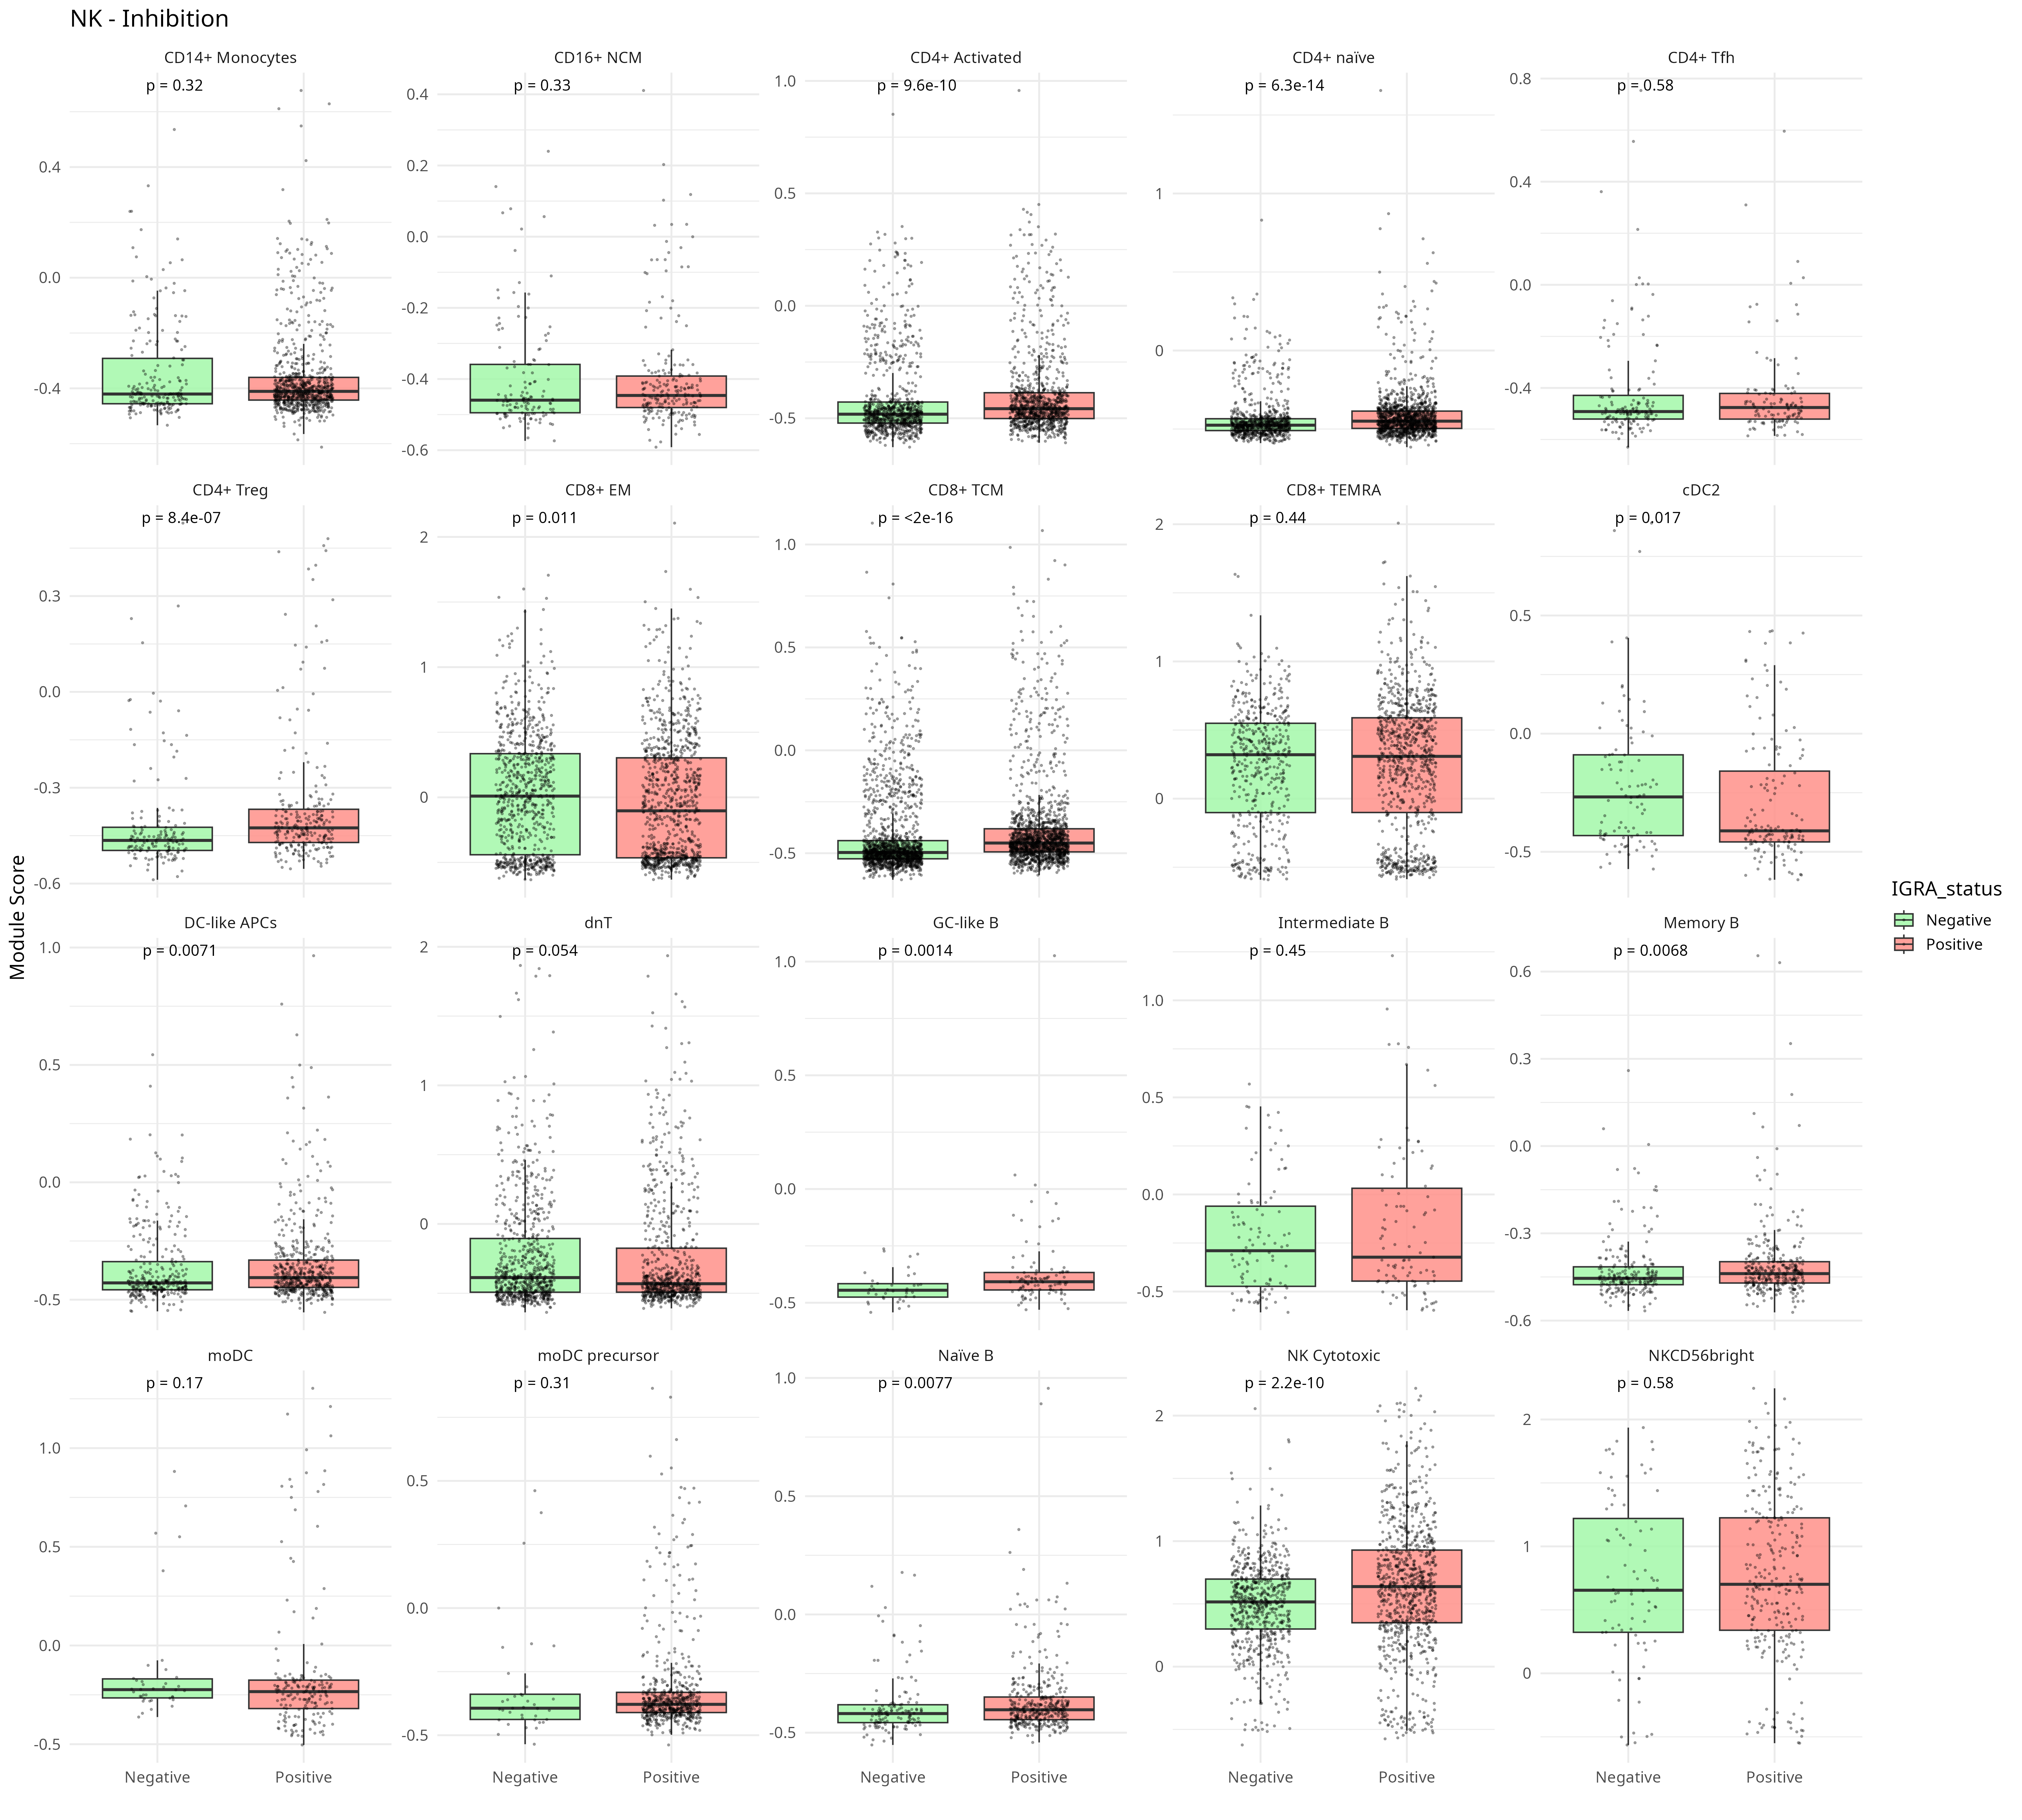 NK - Inhibition
CD14+ Monocytes
CD16+ NCM
CD4+ Activated
CD4+ naïve
CD4+ Tfh
p = 0.32
p = 0.33
p = 9.6e-10
p = 6.3e-14
p = 0.58
0.4
0.0
-0.4
0.4
0.2
0.0
-0.2
-0.4
-0.6
1.0
0.5
0.0
-0.5
1
0
0.8
0.4
0.0
-0.4
CD4+ Treg
CD8+ EM
CD8+ TCM
CD8+ TEMRA
cDC2
p = 8.4e-07
p = 0.011
p = <2e-16
p = 0.44
p = 0.017
0.3
0.0
-0.3
-0.6
2
1
0
1.0
0.5
0.0
-0.5
2
1
0
0.5
0.0
-0.5
Module Score
DC-like APCs
dnT
GC-like B
Intermediate B
Memory B
p = 0.0071
p = 0.054
p = 0.0014
p = 0.45
p = 0.0068
1.0
0.5
0.0
-0.5
2
1
0
1.0
0.5
0.0
-0.5
1.0
0.5
0.0
-0.5
0.6
0.3
0.0
-0.3
-0.6
moDC
moDC precursor
Naïve B
NK Cytotoxic
NKCD56bright
p = 0.17
p = 0.31
p = 0.0077
p = 2.2e-10
p = 0.58
1.0
0.5
0.0
-0.5
0.5
0.0
-0.5
1.0
0.5
0.0
-0.5
2
1
0
2
1
0
Negative
Positive
Negative
Positive
Negative
Positive
Negative
Positive
Negative
Positive
IGRA_status
Negative
Positive